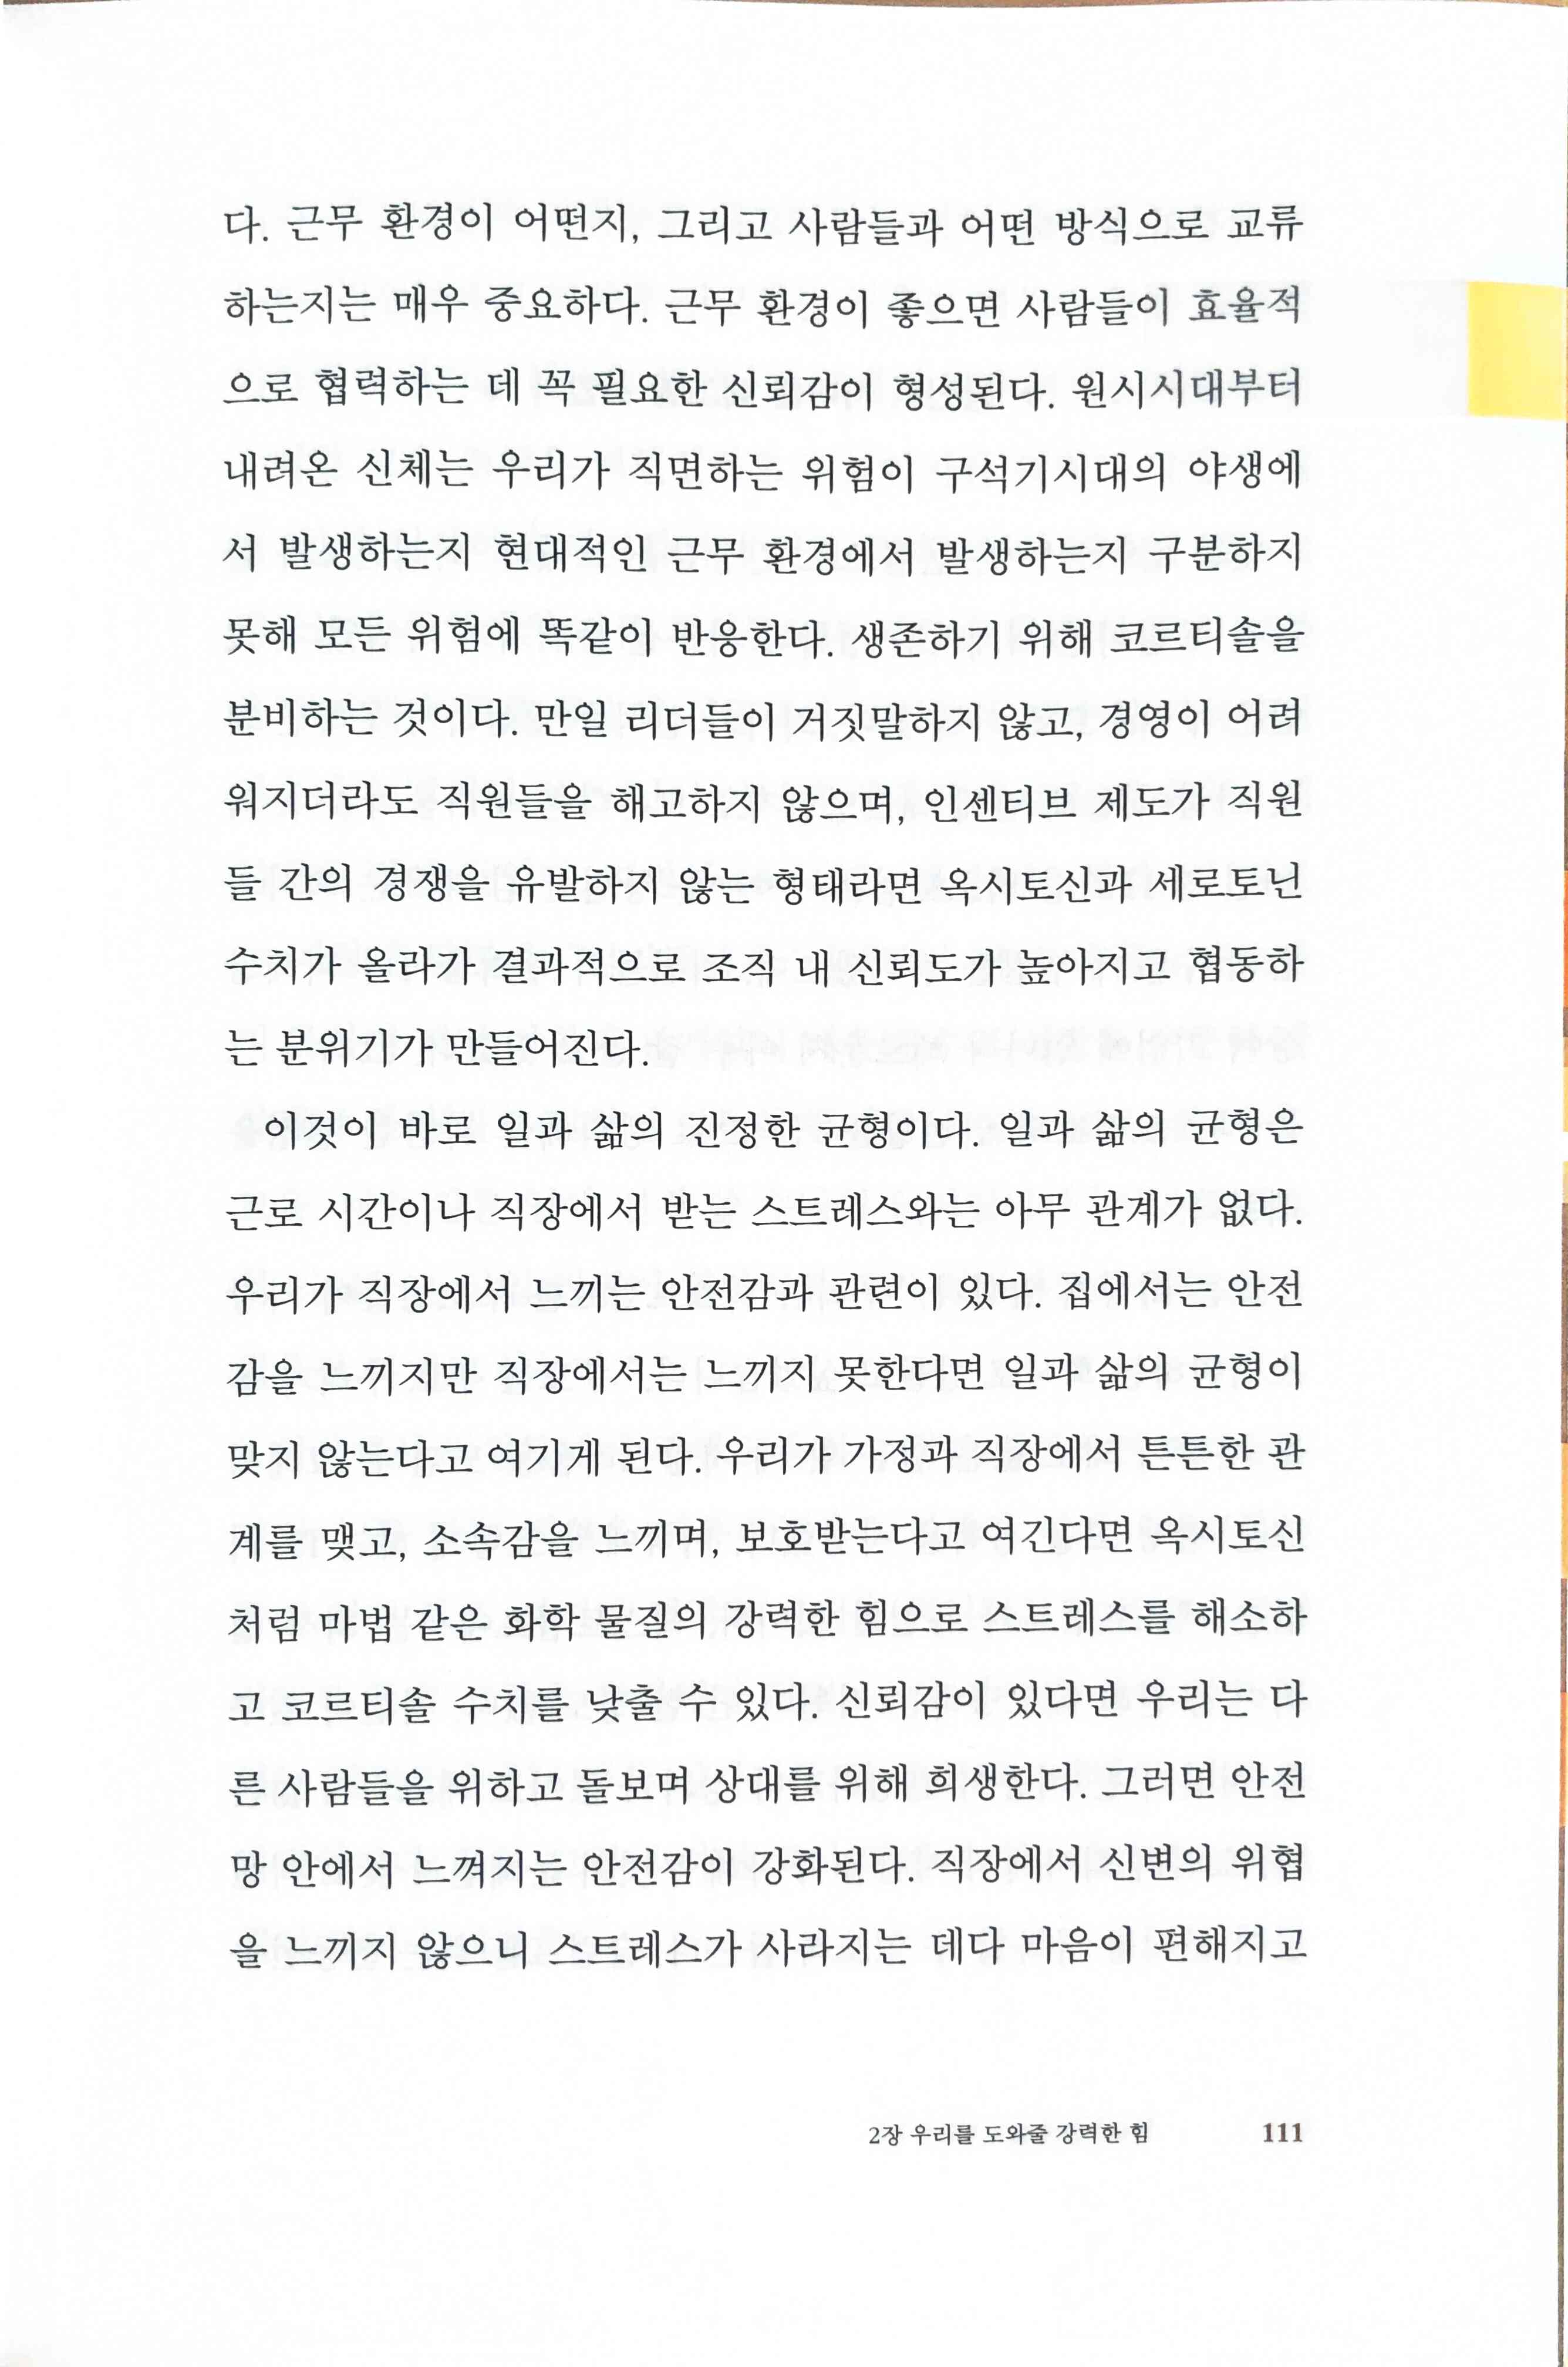 다. 근무 환경이 어떤지, 그리고 사람들과 어떤 방식으로 교류
하는지는 매우 중요하다. 근무 환경이 좋으면 사람들이 효율적
으로 협력하는 데 꼭 필요한 신뢰감이 형성된다. 원시시대부터
내려온 신체는 우리가 직면하는 위험이 구석기시대의 야생에
서 발생하는지 현대적인 근무 환경에서 발생하는지 구분하지
못해 모든 위험에 똑같이 반응한다. 생존하기 위해 코르티솔을
분비하는 것이다. 만일 리더들이 거짓말하지 않고, 경영이 어려
워지더라도 직원들을 해고하지 않으며, 인센티브 제도가 직원
들 간의 경쟁을 유발하지 않는 형태라면 옥시토신과 세로토닌
수치가 올라가 결과적으로 조직 내 신뢰도가 높아지고 협동하
는 분위기가 만들어진다.
이것이 바로 일과 삶의 진정한 균형이다. 일과 삶의 균형은
근로 시간이나 직장에서 받는 스트레스와는 아무 관계가 없다.
우리가 직장에서 느끼는 안전감과 관련이 있다. 집에서는 안전
감을 느끼지만 직장에서는 느끼지 못한다면 일과 삶의 균형이
맞지 않는다고 여기게 된다. 우리가 가정과 직장에서 튼튼한 관
계를 맺고, 소속감을 느끼며, 보호받는다고 여긴다면 옥시토신
처럼 마법 같은 화학 물질의 강력한 힘으로 스트레스를 해소하
고 코르티솔 수치를 낮출 수 있다. 신뢰감이 있다면 우리는 다
른 사람들을 위하고 돌보며 상대를 위해 희생한다. 그러면 안전
망 안에서 느껴지는 안전감이 강화된다. 직장에서 신변의 위협
을 느끼지 않으니 스트레스가 사라지는 데다 마음이 편해지고
2장 우리를 도와줄 강력한 힘 111